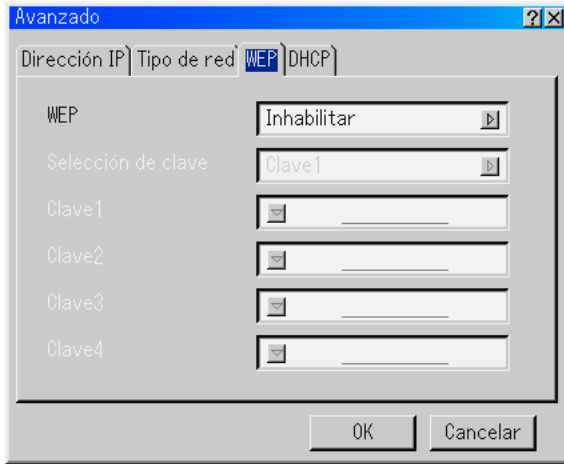 Avanzado
Dirección IP Tipo de red WEP DHCP
WEP Inhabilitar
Selección de clave Clave1
Clave1
Clave2
Clave3
Clave4
OK Cancelar